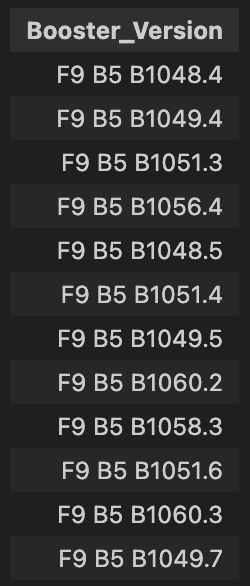 Booster_Version
F9 B5 B1048.4
F9 B5 B1049.4
F9 B5 B1051.3
F9 B5 B1056.4
F9 B5 B1048.5
F9 B5 B1051.4
F9 B5 B1049.5
F9 B5 B1060.2
F9 B5 B1058.3
F9 B5 B1051.6
F9 B5 B1060.3
F9 B5 B1049.7